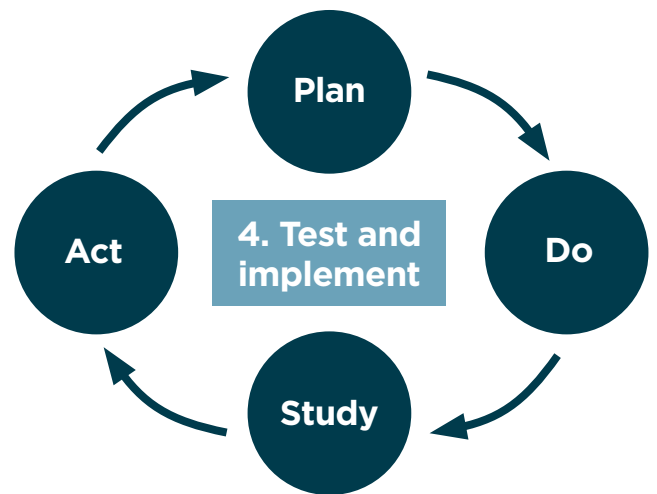 Plan
Act
4. Test and
implement
Do
Study